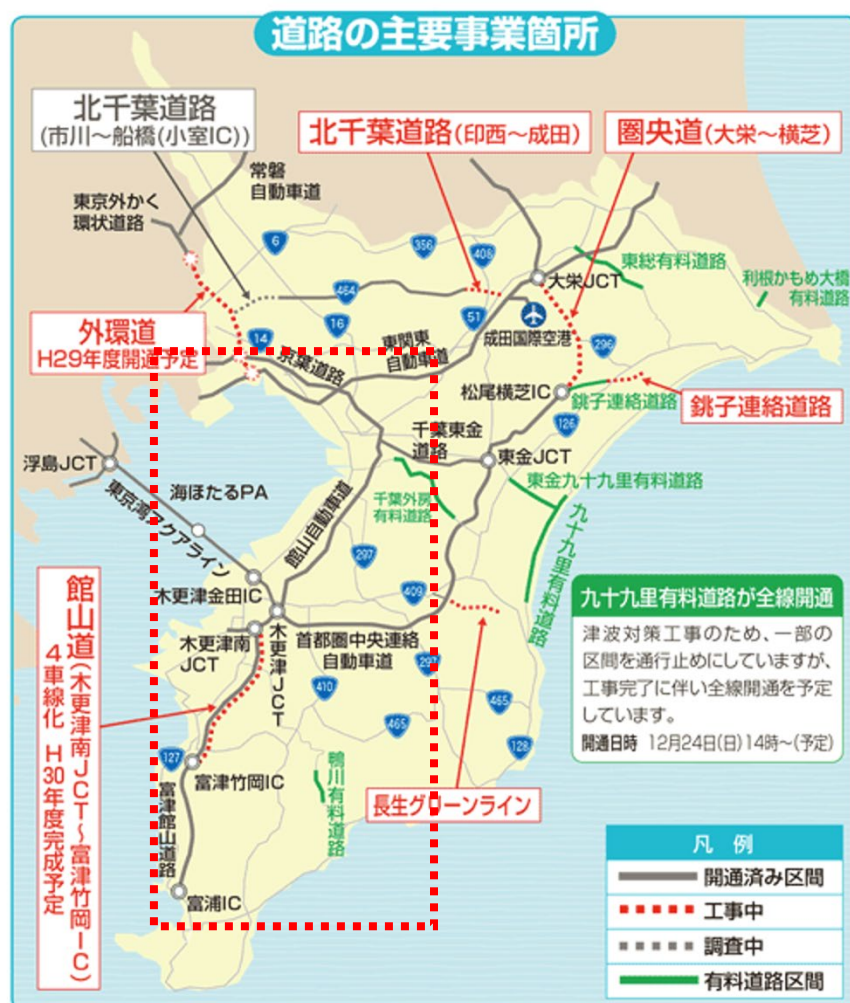 道路の主要事業箇所
北千葉道路
(市川〜船橋(小室IC))
北千葉道路(印西〜成田)
圏央道(大栄〜横芝)
常磐
自動車道
東京外かく
環状道路
6
356
408
東総有料道路
大栄JCT
利根かもめ大橋
有料道路
464
16
51
成田国際空港
外環道
H29年度開通予定
14
京葉道路
東関東
自動車道
296
松尾横芝IC
銚子連絡道路
銚子連絡道路
126
千葉東金
道路
東金JCT
浮島JCT
海ほたるPA
東京湾アクアライン
館山自動車道
千葉外房
有料道路
東金九十九里有料道路
九十九里有料道路
297
409
木更津金田IC
木更津南
JCT
木更津JCT
首都圏中央連絡
自動車道
297
410
465
465
128
館山道(木更津南JCT〜富津竹岡IC)
4車線化 H30年度完成予定
127
富津竹岡IC
富津館山道路
鴨川有料道路
長生グリーンライン
富浦IC
九十九里有料道路が全線開通
津波対策工事のため、一部の
区間を通行止めにしていますが、
工事完了に伴い全線開通を予定
しています。
開通日時 12月24日(日)14時〜(予定)
凡例
開通済み区間
工事中
調査中
有料道路区間